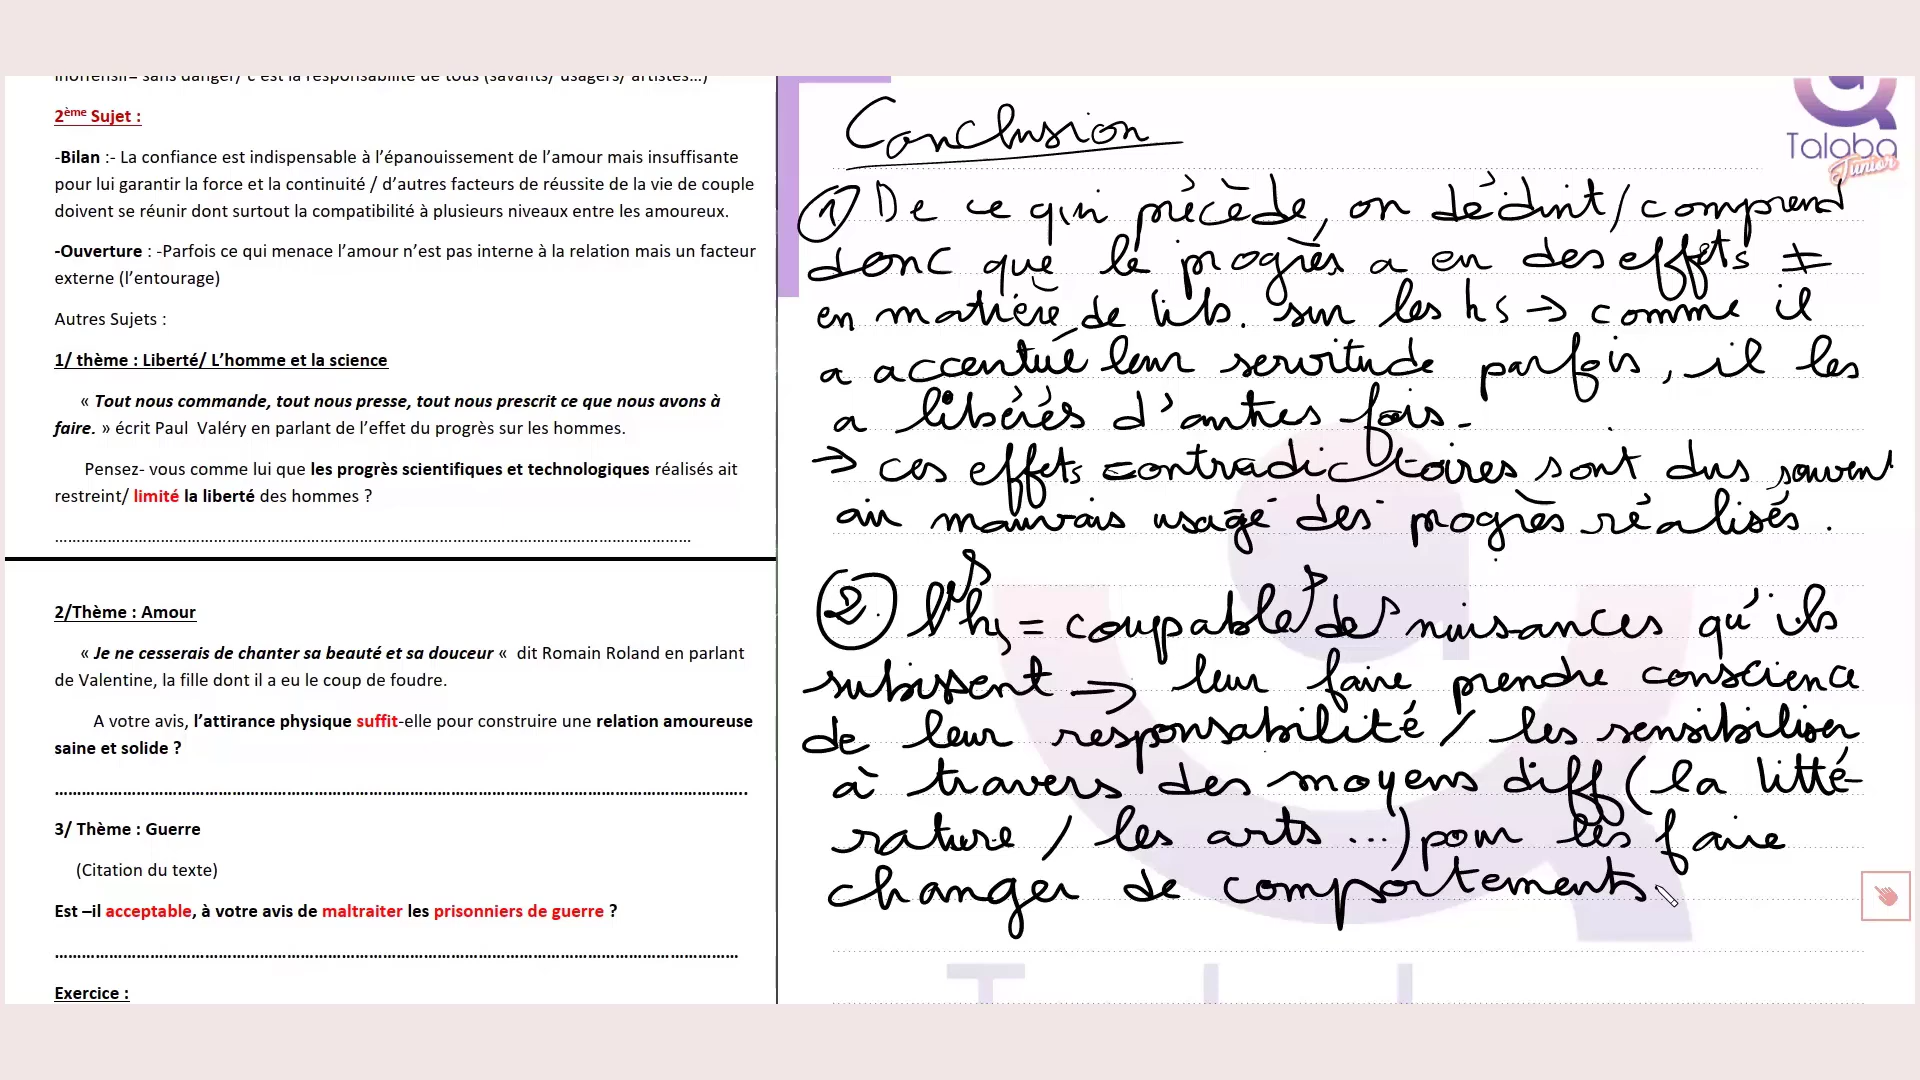 inoffensif= sans danger/ c'est la responsabilité de tous (savants/ usagers/ artistes…)
2ème Sujet :
-Bilan :- La confiance est indispensable à l'épanouissement de l'amour mais insuffisante
pour lui garantir la force et la continuité / d'autres facteurs de réussite de la vie de couple
doivent se réunir dont surtout la compatibilité à plusieurs niveaux entre les amoureux.
-Ouverture : -Parfois ce qui menace l'amour n'est pas interne à la relation mais un facteur
externe (l'entourage)
Autres Sujets :
1/ thème : Liberté/ L'homme et la science
« Tout nous commande, tout nous presse, tout nous prescrit ce que nous avons à
faire. » écrit Paul Valéry en parlant de l'effet du progrès sur les hommes.
Pensez- vous comme lui que les progrès scientifiques et technologiques réalisés ait
restreint/ limité la liberté des hommes ?
2/Thème : Amour
« Je ne cesserais de chanter sa beauté et sa douceur « dit Romain Roland en parlant
de Valentine, la fille dont il a eu le coup de foudre.
A votre avis, l'attirance physique suffit-elle pour construire une relation amoureuse
saine et solide ?
3/ Thème : Guerre
(Citation du texte)
Est –il acceptable, à votre avis de maltraiter les prisonniers de guerre ?
Exercice :
Talaba
Junior
Conclusion
1) De ce qui précède, on déduit/comprend
donc que le progrès a eu des effets ≠
en matière de lib. sur les hs → comme il
a accentué leur servitude parfois, il les
a libérés d'autres fois.
→ ces effets contradictoires sont dus souvent
au mauvais usage des progrès réalisés.
2. hs = coupables de nuisances qu'ils
subissent ⇒ leur faire prendre conscience
de leur responsabilité / les sensibiliser
à travers des moyens diff (la litté-
rature / les arts ...) pour les faire
changer de comportements.